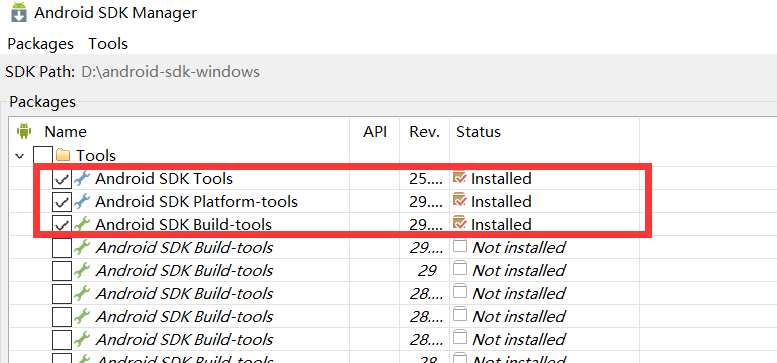 Android SDK Manager
Packages Tools
SDK Path: D:\android-sdk-windows
Packages
Name API Rev. Status
Tools
Android SDK Tools 25.... Installed
Android SDK Platform-tools 29.... Installed
Android SDK Build-tools 29.... Installed
Android SDK Build-tools 29.... Not installed
Android SDK Build-tools 29 Not installed
Android SDK Build-tools 28.... Not installed
Android SDK Build-tools 28.... Not installed
Android SDK Build-tools 28.... Not installed
Android SDK Build-tools 28 Not installed